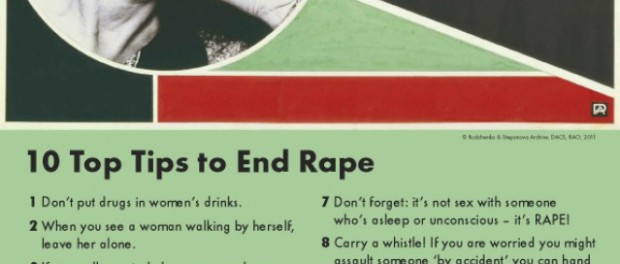 © Rodchenko & Stepanova Archive, DACS, RAO, 2011
10 Top Tips to End Rape
1 Don't put drugs in women's drinks.
2 When you see a woman walking by herself,
leave her alone.
7 Don't forget: it's not sex with someone
who's asleep or unconscious – it's RAPE!
8 Carry a whistle! If you are worried you might
assault someone 'by accident' you can hand